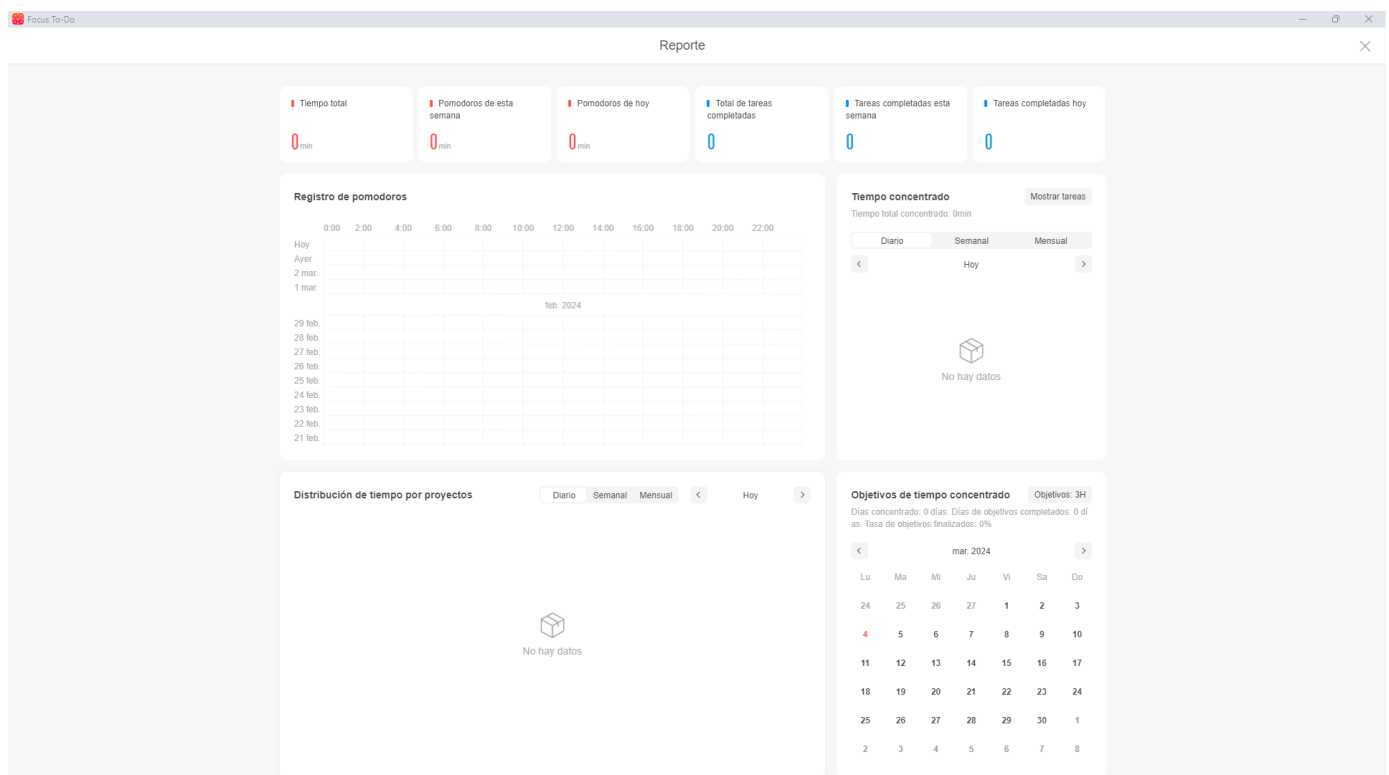 Focus To-Do
Reporte
Tiempo total
0 min
Pomodoros de esta
semana
0 min
Pomodoros de hoy
0 min
Total de tareas
completadas
0
Tareas completadas esta
semana
0
Tareas completadas hoy
0
Registro de pomodoros
0:00 2:00 4:00 6:00 8:00 10:00 12:00 14:00 16:00 18:00 20:00 22:00
Hoy
Ayer
2 mar.
1 mar.
feb. 2024
29 feb.
28 feb.
27 feb.
26 feb.
25 feb.
24 feb.
23 feb.
22 feb.
21 feb.
Tiempo concentrado
Mostrar tareas
Tiempo total concentrado: 0min
Diario Semanal Mensual
< Hoy >
No hay datos
Distribución de tiempo por proyectos
Diario Semanal Mensual < Hoy >
No hay datos
Objetivos de tiempo concentrado
Objetivos: 3H
Días concentrado: 0 días. Días de objetivos completados: 0 dí
as. Tasa de objetivos finalizados: 0%
< mar. 2024 >
Lu Ma Mi Ju Vi Sa Do
24 25 26 27 1 2 3
4 5 6 7 8 9 10
11 12 13 14 15 16 17
18 19 20 21 22 23 24
25 26 27 28 29 30 1
2 3 4 5 6 7 8